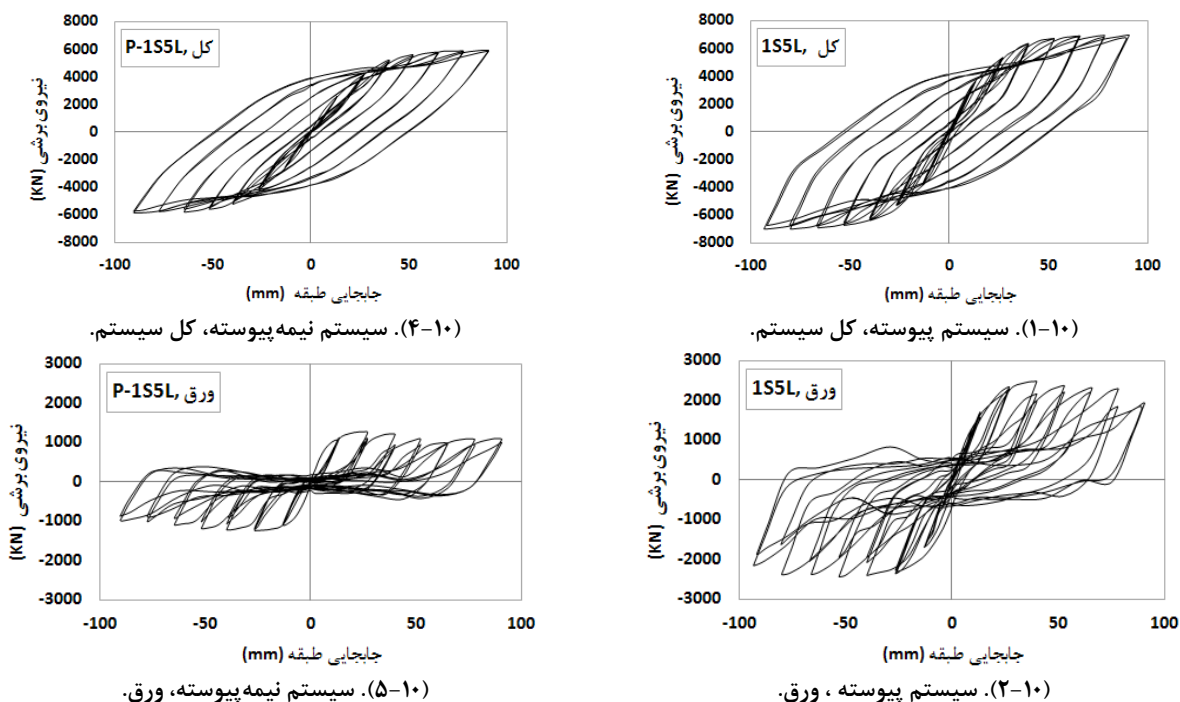 1S5L, کل
8000
6000
4000
2000
0
-2000
-4000
-6000
-8000
نیروی برشی (KN)
-100 -50 0 50 100
جابجایی طبقه (mm)
(۱۰-۱). سیستم پیوسته، کل سیستم.
P-1S5L, کل
8000
6000
4000
2000
0
-2000
-4000
-6000
-8000
نیروی برشی (KN)
-100 -50 0 50 100
جابجایی طبقه (mm)
(۱۰-۴). سیستم نیمه‌پیوسته، کل سیستم.
1S5L, ورق
3000
2000
1000
0
-1000
-2000
-3000
نیروی برشی (KN)
-100 -50 0 50 100
جابجایی طبقه (mm)
(۱۰-۲). سیستم پیوسته ، ورق.
P-1S5L, ورق
3000
2000
1000
0
-1000
-2000
-3000
نیروی برشی (KN)
-100 -50 0 50 100
جابجایی طبقه (mm)
(۱۰-۵). سیستم نیمه‌پیوسته، ورق.